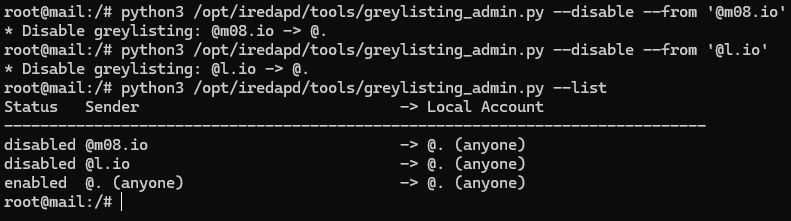 root@mail:/# python3 /opt/iredapd/tools/greylisting_admin.py --disable --from '@m08.io'
* Disable greylisting: @m08.io -> @.
root@mail:/# python3 /opt/iredapd/tools/greylisting_admin.py --disable --from '@l.io'
* Disable greylisting: @l.io -> @.
root@mail:/# python3 /opt/iredapd/tools/greylisting_admin.py --list
Status   Sender                             -> Local Account
------------------------------------------------------------------------------
disabled @m08.io                            -> @. (anyone)
disabled @l.io                              -> @. (anyone)
enabled  @. (anyone)                        -> @. (anyone)
root@mail:/#